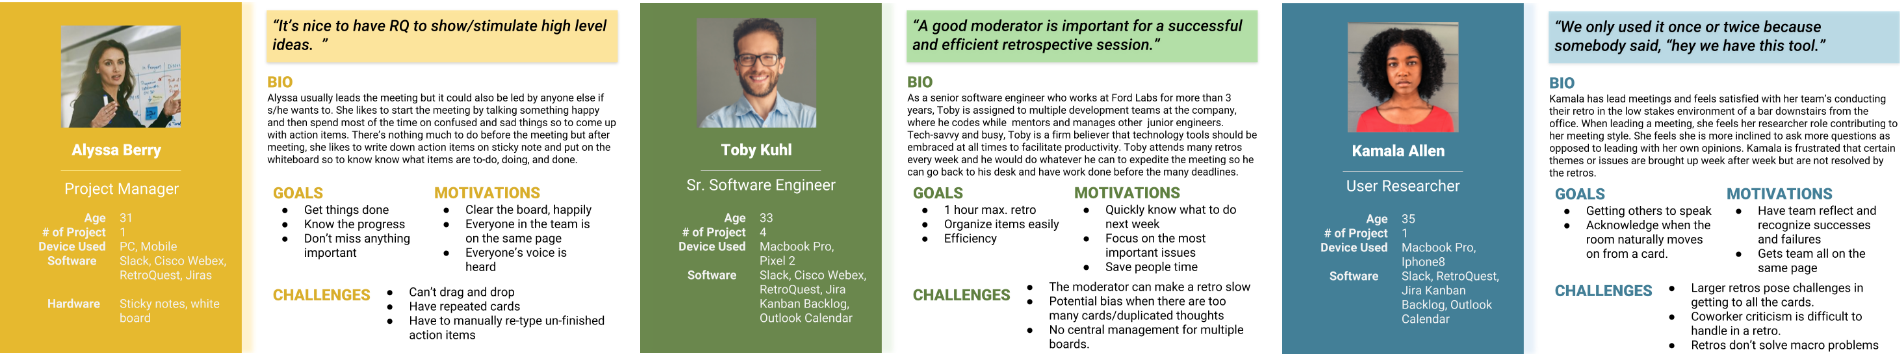 Alyssa Berry
Project Manager
Age 31
# of Project 1
Device Used PC, Mobile
Software Slack, Cisco Webex,
RetroQuest, Jiras
Hardware Sticky notes, white
board
“It’s nice to have RQ to show/stimulate high level
ideas. ”
BIO
Alyssa usually leads the meeting but it could also be led by anyone else if
s/he wants to. She likes to start the meeting by talking something happy
and then spend most of the time on confused and sad things so to come up
with action items. There’s nothing much to do before the meeting but after
meeting, she likes to write down action items on sticky note and put on the
whiteboard so to know know what items are to-do, doing, and done.
GOALS
● Get things done
● Know the progress
● Don’t miss anything
important
MOTIVATIONS
● Clear the board, happily
● Everyone in the team is
on the same page
● Everyone’s voice is
heard
CHALLENGES
● Can’t drag and drop
● Have repeated cards
● Have to manually re-type un-finished
action items
Toby Kuhl
Sr. Software Engineer
Age 33
# of Project 4
Device Used Macbook Pro,
Pixel 2
Software Slack, Cisco Webex,
RetroQuest, Jira
Kanban Backlog,
Outlook Calendar
“A good moderator is important for a successful
and efficient retrospective session.”
BIO
As a senior software engineer who works at Ford Labs for more than 3
years, Toby is assigned to multiple development teams at the company,
where he codes while mentors and manages other junior engineers.
Tech-savvy and busy, Toby is a firm believer that technology tools should be
embraced at all times to facilitate productivity. Toby attends many retros
every week and he would do whatever he can to expedite the meeting so he
can go back to his desk and have work done before the many deadlines.
GOALS
● 1 hour max. retro
● Organize items easily
● Efficiency
MOTIVATIONS
● Quickly know what to do
next week
● Focus on the most
important issues
● Save people time
CHALLENGES
● The moderator can make a retro slow
● Potential bias when there are too
many cards/duplicated thoughts
● No central management for multiple
boards.
Kamala Allen
User Researcher
Age 35
# of Project 1
Device Used Macbook Pro,
Iphone8
Software Slack, RetroQuest,
Jira Kanban
Backlog, Outlook
Calendar
“We only used it once or twice because
somebody said, “hey we have this tool.”
BIO
Kamala has lead meetings and feels satisfied with her team’s conducting
their retro in the low stakes environment of a bar downstairs from the
office. When leading a meeting, she feels her researcher role contributing to
her meeting style. She feels she is more inclined to ask more questions as
opposed to leading with her own opinions. Kamala is frustrated that certain
themes or issues are brought up week after week but are not resolved by
the retros.
GOALS
● Getting others to speak
● Acknowledge when the
room naturally moves
on from a card.
MOTIVATIONS
● Have team reflect and
recognize successes
and failures
● Gets team all on the
same page
CHALLENGES
● Larger retros pose challenges in
getting to all the cards.
● Coworker criticism is difficult to
handle in a retro.
● Retros don’t solve macro problems